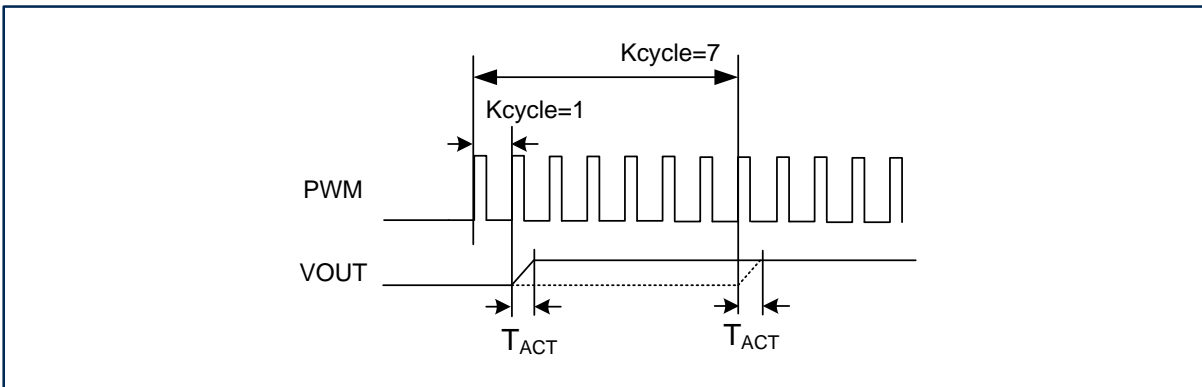 Kcycle=7
Kcycle=1
PWM
VOUT
TACT
TACT